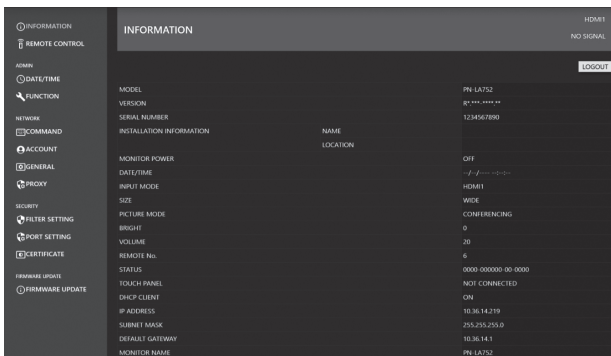 INFORMATION
REMOTE CONTROL
ADMIN
DATE/TIME
FUNCTION
NETWORK
COMMAND
ACCOUNT
GENERAL
PROXY
SECURITY
FILTER SETTING
PORT SETTING
CERTIFICATE
FIRMWARE UPDATE
FIRMWARE UPDATE
INFORMATION
HDMI1
NO SIGNAL
LOGOUT
MODEL PN-LA752
VERSION R*.***-****.**
SERIAL NUMBER 1234567890
INSTALLATION INFORMATION NAME
LOCATION
MONITOR POWER OFF
DATE/TIME --/--/---- --:--:--
INPUT MODE HDMI1
SIZE WIDE
PICTURE MODE CONFERENCING
BRIGHT 0
VOLUME 20
REMOTE No. 6
STATUS 0000-000000-00-0000
TOUCH PANEL NOT CONNECTED
DHCP CLIENT ON
IP ADDRESS 10.36.14.219
SUBNET MASK 255.255.255.0
DEFAULT GATEWAY 10.36.14.1
MONITOR NAME PN-LA752